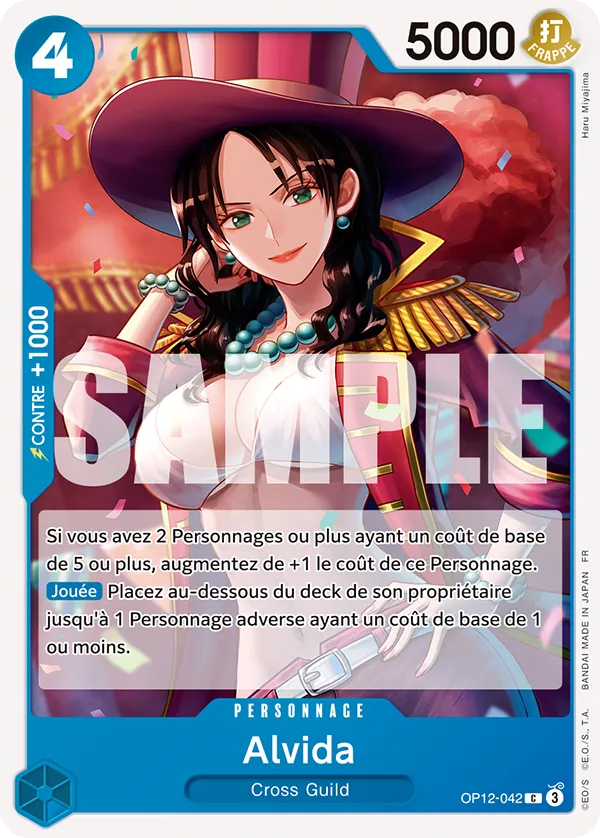 4
5000
打
FRAPPE
Haru Miyajima
CONTRE +1000
SAMPLE
Si vous avez 2 Personnages ou plus ayant un coût de base
de 5 ou plus, augmentez de +1 le coût de ce Personnage.
Jouée Placez au-dessous du deck de son propriétaire
jusqu'à 1 Personnage adverse ayant un coût de base de 1
ou moins.
PERSONNAGE
Alvida
Cross Guild
OP12-042 C 3
©EO/S ©E.O./S., T.A. BANDAI MADE IN JAPAN FR